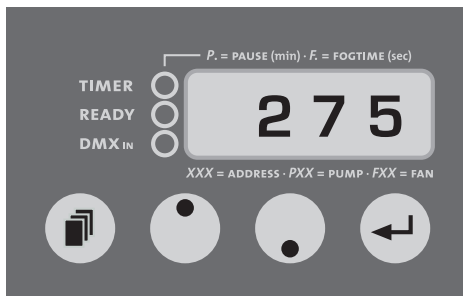 P. = PAUSE (min) · F. = FOGTIME (sec)
TIMER
READY
DMX IN
275
XXX = ADDRESS · PXX = PUMP · FXX = FAN